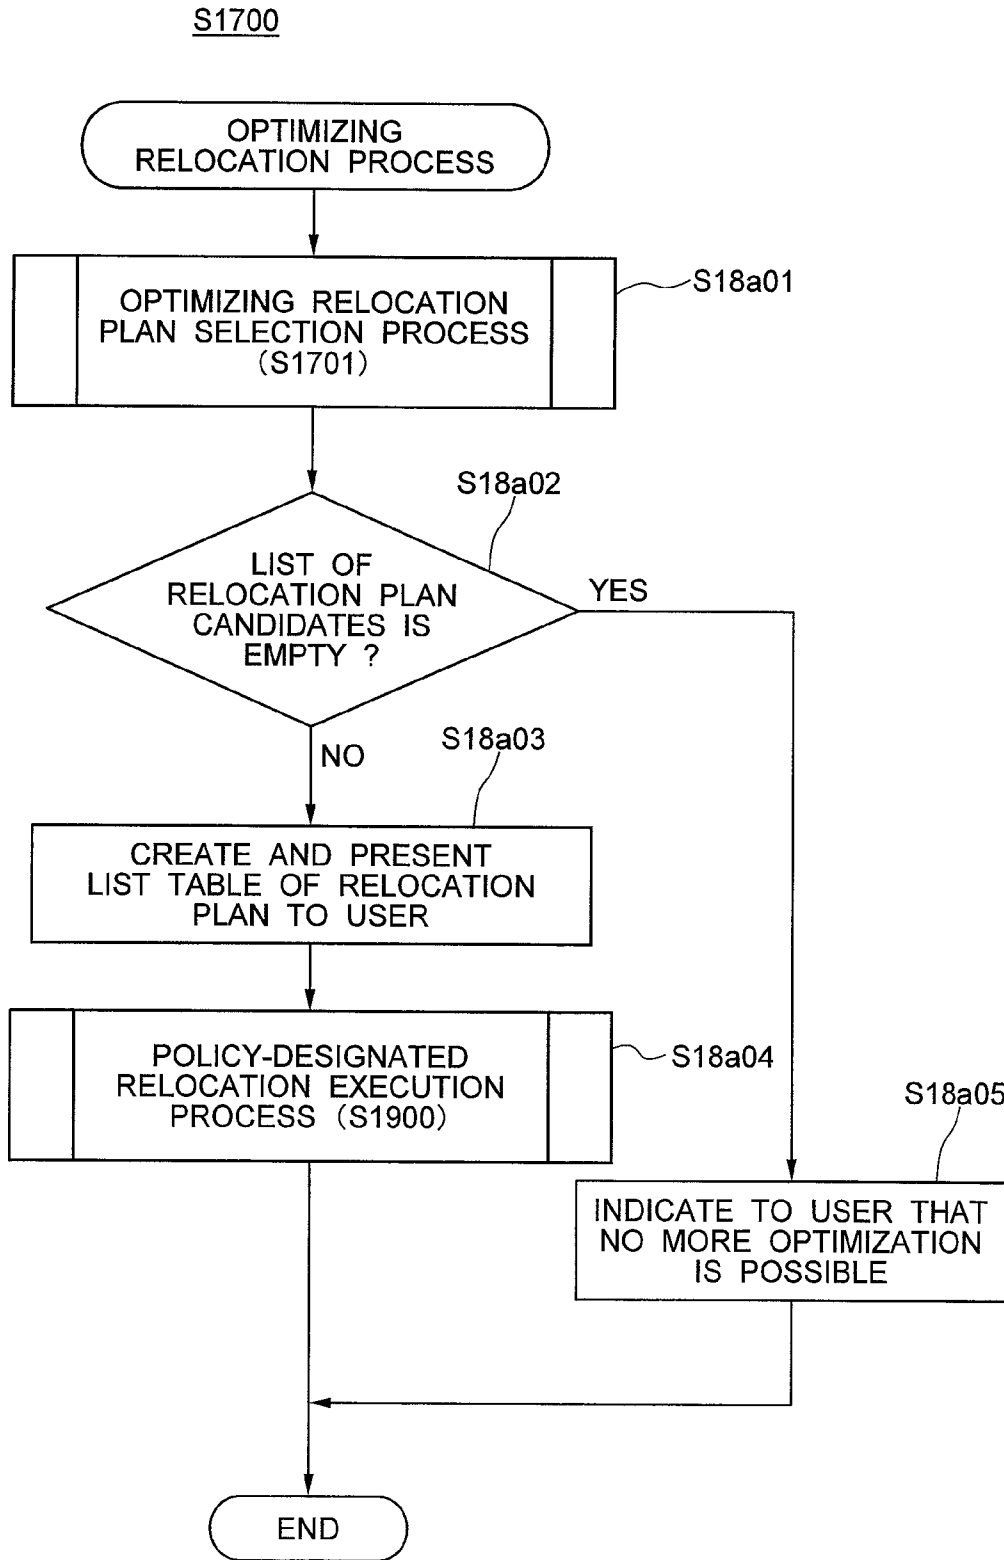 S1700
OPTIMIZING
RELOCATION PROCESS
OPTIMIZING RELOCATION
PLAN SELECTION PROCESS
(S1701)
S18a01
S18a02
LIST OF
RELOCATION PLAN
CANDIDATES IS
EMPTY ?
YES
NO
S18a03
CREATE AND PRESENT
LIST TABLE OF RELOCATION
PLAN TO USER
POLICY-DESIGNATED
RELOCATION EXECUTION
PROCESS (S1900)
S18a04
S18a05
INDICATE TO USER THAT
NO MORE OPTIMIZATION
IS POSSIBLE
END